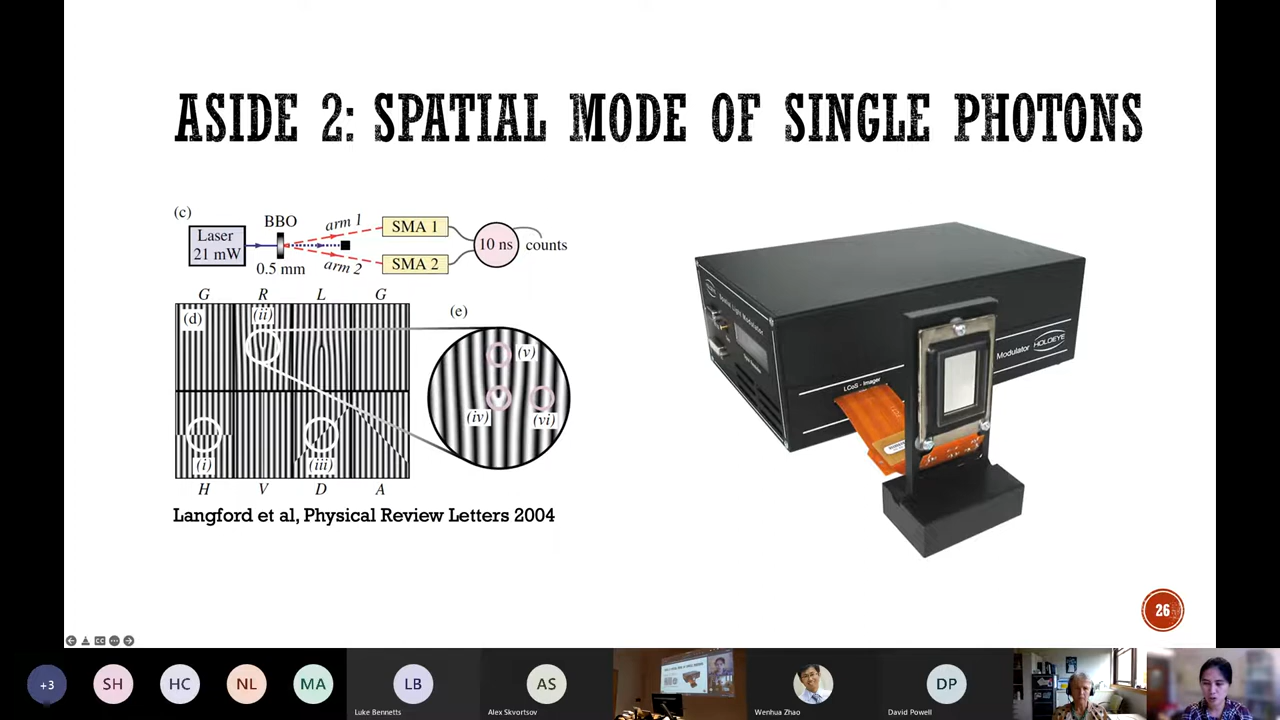 ASIDE 2: SPATIAL MODE OF SINGLE PHOTONS
(c)
Laser
21 mW
BBO
0.5 mm
arm 1
arm 2
SMA 1
SMA 2
10 ns
counts
G R L G
(d)
(ii)
(e)
(v)
(iv)
(vi)
(i)
(iii)
H V D A
Langford et al, Physical Review Letters 2004
Spatial Light Modulator
LCoS - Imager
Modulator
HOLOEYE
26
+3
SH
HC
NL
MA
LB
Luke Bennetts
AS
Alex Skvortsov
Wenhua Zhao
DP
David Powell